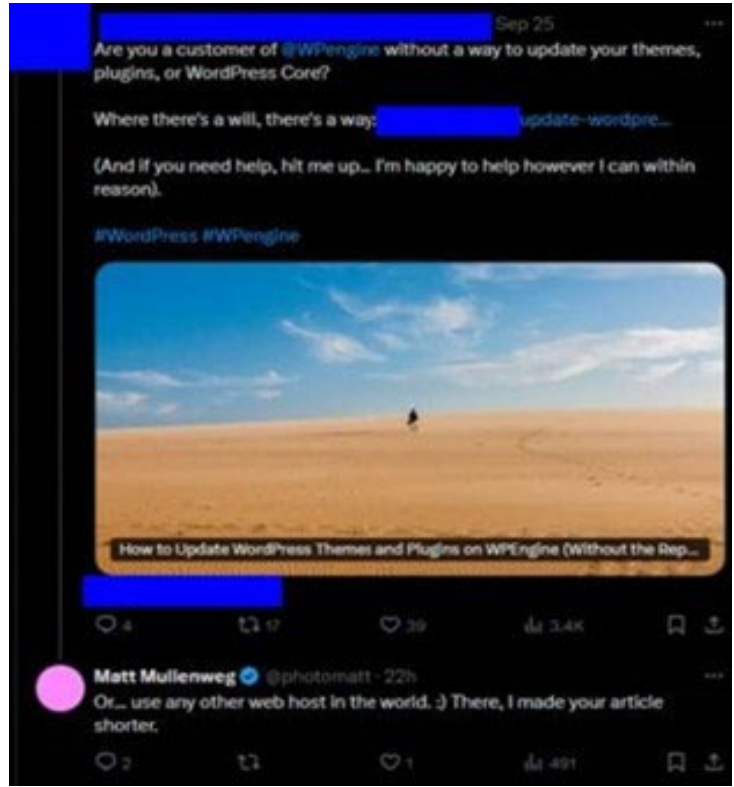 Sep 25
Are you a customer of @WPengine without a way to update your themes,
plugins, or WordPress Core?
Where there's a will, there's a way: update-wordpre...
(And if you need help, hit me up... I'm happy to help however I can within
reason).
#WordPress #WPengine
How to Update WordPress Themes and Plugins on WPEngine (Without the Rep...
4 17 39 3.4K
Matt Mullenweg @photomatt · 22h
Or... use any other web host in the world. :) There, I made your article
shorter.
2 1 491